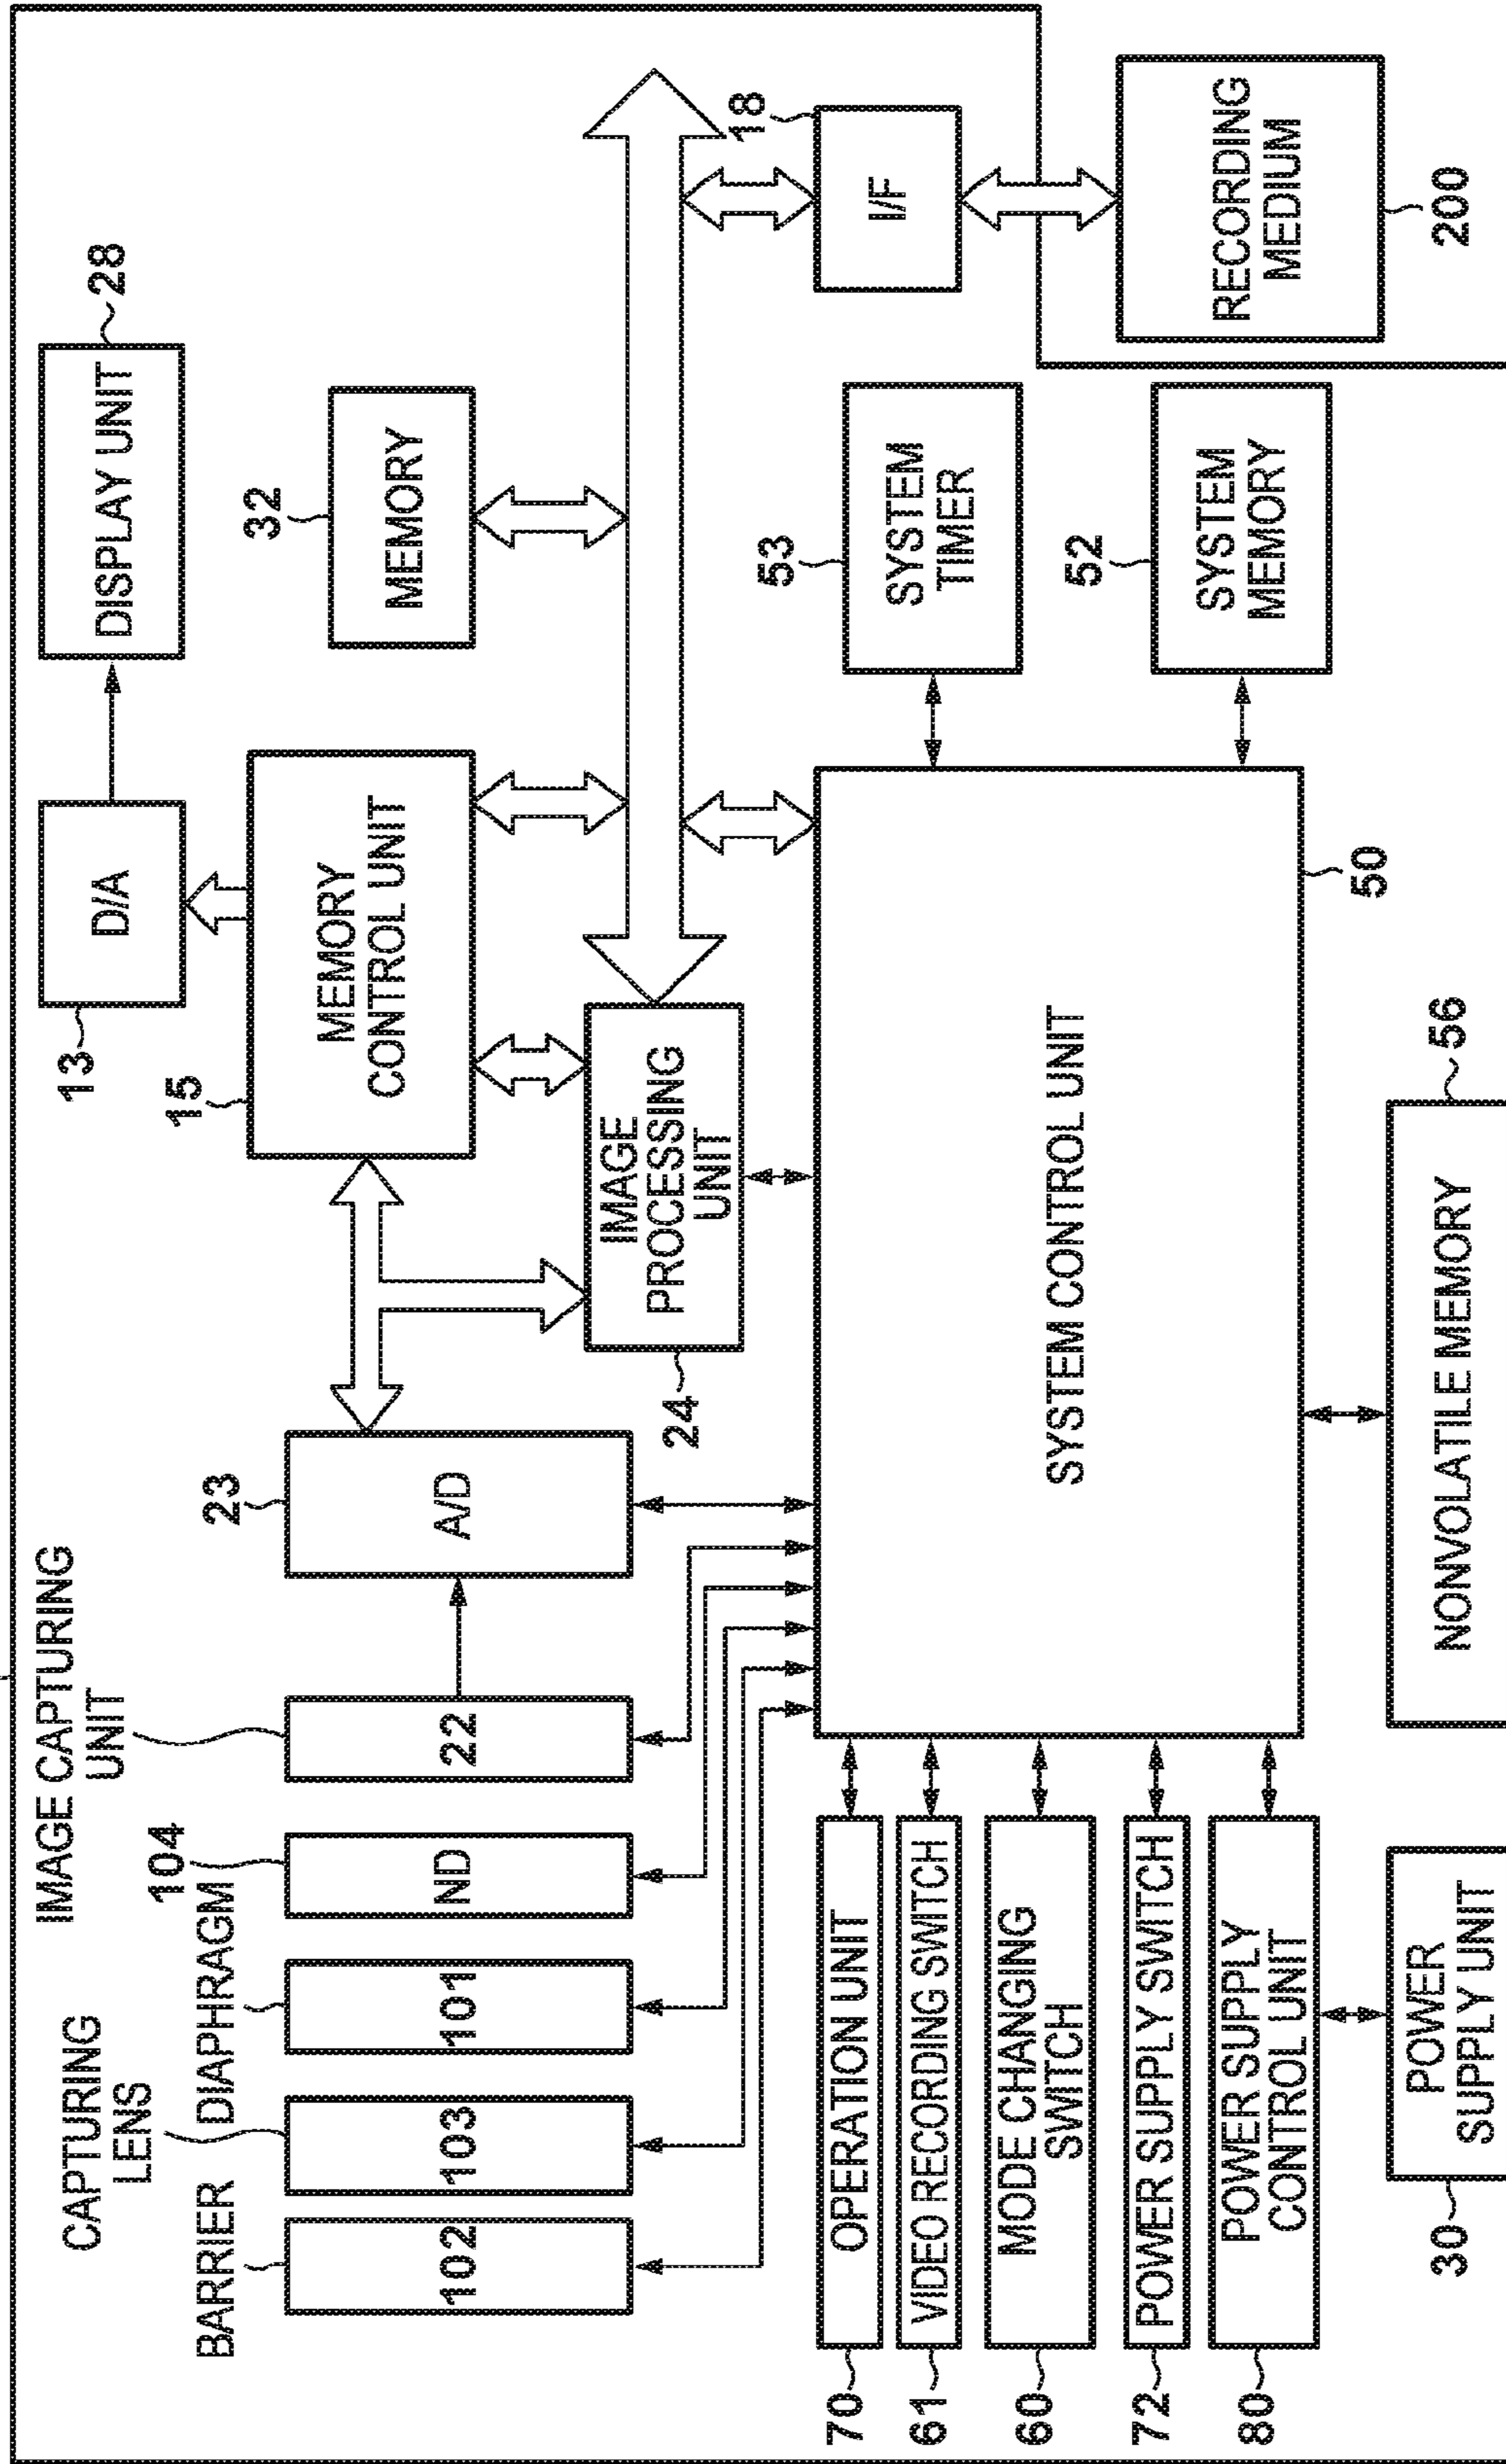 BARRIER
102
CAPTURING
LENS
103
DIAPHRAGM
101
104
ND
IMAGE CAPTURING
UNIT
22
23
A/D
15
MEMORY
CONTROL UNIT
13
D/A
DISPLAY UNIT
28
32
MEMORY
24
IMAGE
PROCESSING
UNIT
18
I/F
RECORDING
MEDIUM
200
70
OPERATION UNIT
61
VIDEO RECORDING SWITCH
60
MODE CHANGING
SWITCH
72
POWER SUPPLY SWITCH
80
POWER SUPPLY
CONTROL UNIT
30
POWER
SUPPLY UNIT
SYSTEM CONTROL UNIT
50
NONVOLATILE MEMORY
56
53
SYSTEM
TIMER
52
SYSTEM
MEMORY